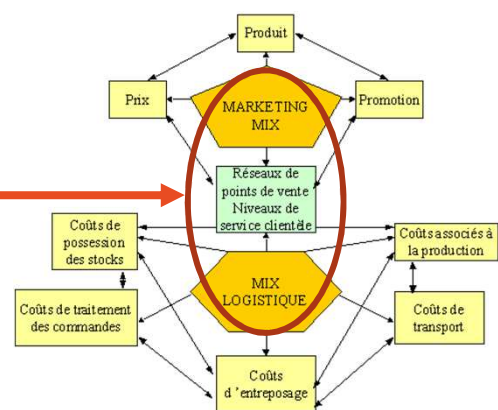 Produit
Prix
MARKETING
MIX
Promotion
Réseaux de
points de vente
Niveaux de
service clientèle
Coûts de
possession
des stocks
Coûts associés à
la production
MIX
LOGISTIQUE
Coûts de traitement
des commandes
Coûts de
transport
Coûts
d 'entreposage